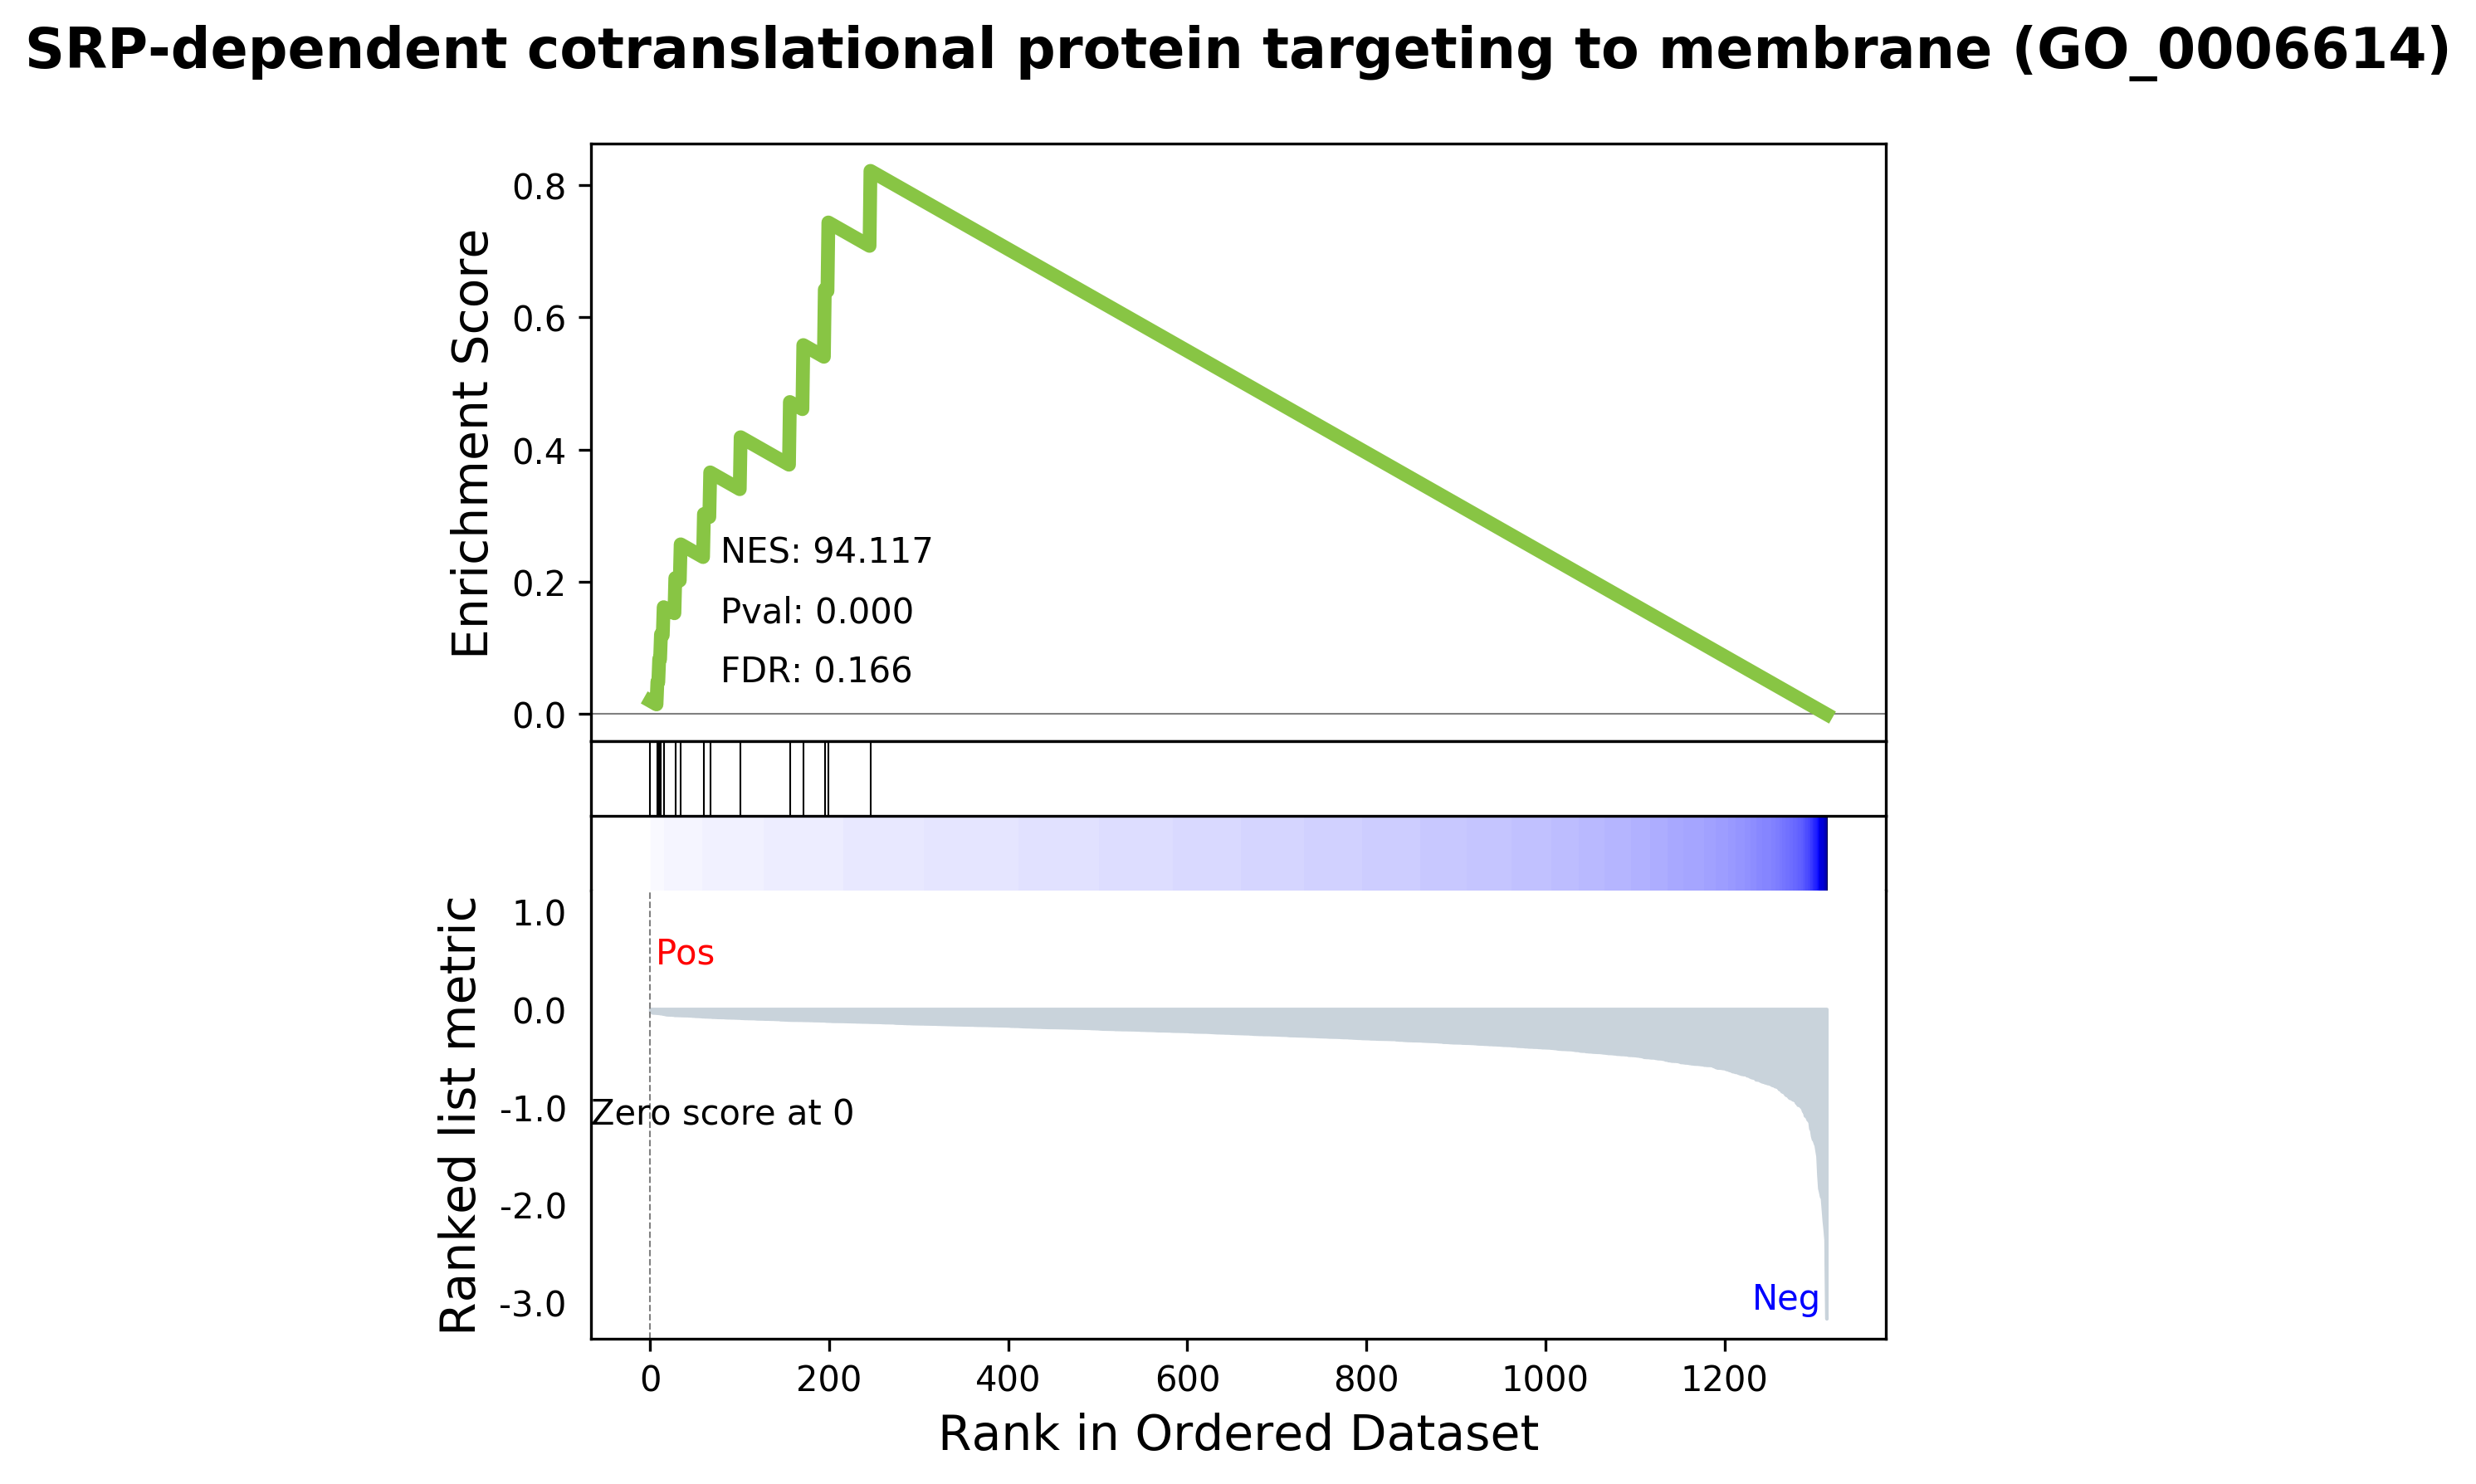 SRP-dependent cotranslational protein targeting to membrane (GO_0006614)
Enrichment Score
0.8
0.6
0.4
0.2
0.0
NES: 94.117
Pval: 0.000
FDR: 0.166
Ranked list metric
1.0
0.0
-1.0
-2.0
-3.0
Pos
Zero score at 0
Neg
0 200 400 600 800 1000 1200
Rank in Ordered Dataset